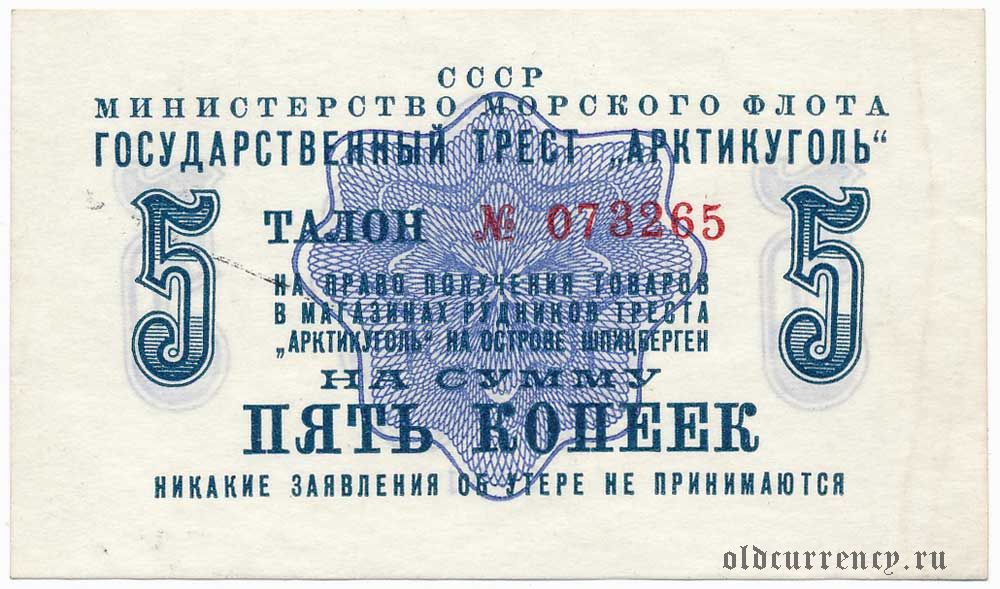 СССР
МИНИСТЕРСТВО МОРСКОГО ФЛОТА
ГОСУДАРСТВЕННЫЙ ТРЕСТ „АРКТИКУГОЛЬ“
5 ТАЛОН № 073265 5
НА ПРАВО ПОЛУЧЕНИЯ ТОВАРОВ
В МАГАЗИНАХ РУДНИКОВ ТРЕСТА
„АРКТИКУГОЛЬ“ НА ОСТРОВЕ ШПИЦБЕРГЕН
НА СУММУ
ПЯТЬ КОПЕЕК
НИКАКИЕ ЗАЯВЛЕНИЯ ОБ УТЕРЕ НЕ ПРИНИМАЮТСЯ
oldcurrency.ru